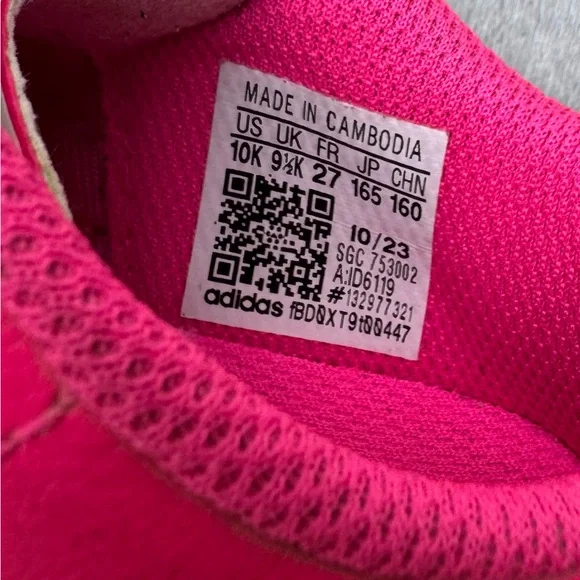 MADE IN CAMBODIA
US UK FR JP CHN
10K 9½K 27 165 160
10/23
SGC 753002
A:ID6119
#132977321
adidas fBD0XT9t00447